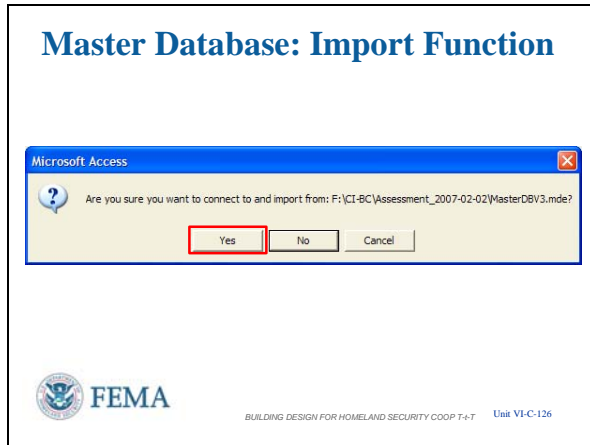 Master Database: Import Function
Microsoft Access
Are you sure you want to connect to and import from: F:\CI-BC\Assessment_2007-02-02\MasterDBV3.mde?
Yes No Cancel
FEMA
BUILDING DESIGN FOR HOMELAND SECURITY COOP T-t-T Unit VI-C-126